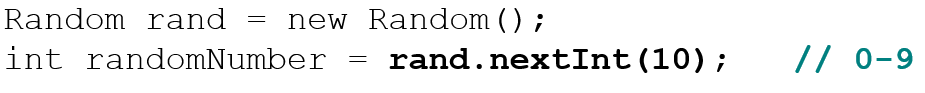 Random rand = new Random();
int randomNumber = rand.nextInt(10);   // 0-9